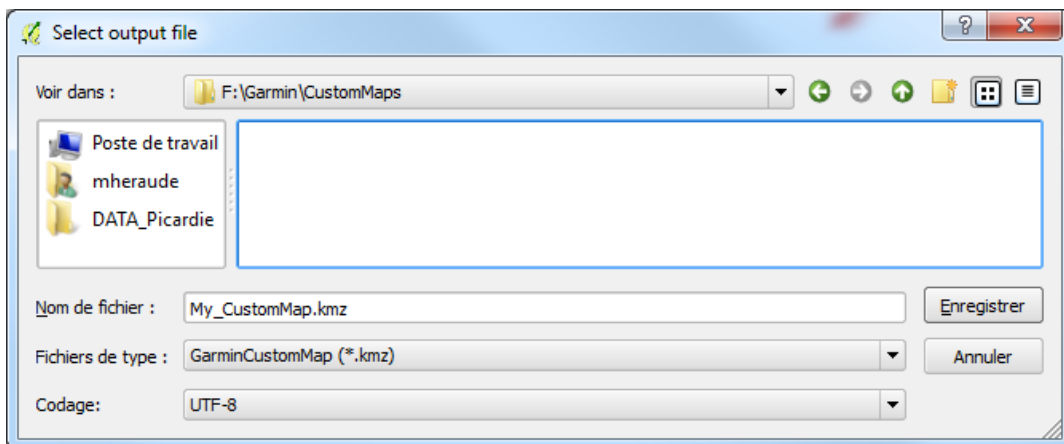 Select output file
Voir dans :
F:\Garmin\CustomMaps
Poste de travail
mheraude
DATA_Picardie
Nom de fichier :
My_CustomMap.kmz
Enregistrer
Fichiers de type :
GarminCustomMap (*.kmz)
Annuler
Codage:
UTF-8